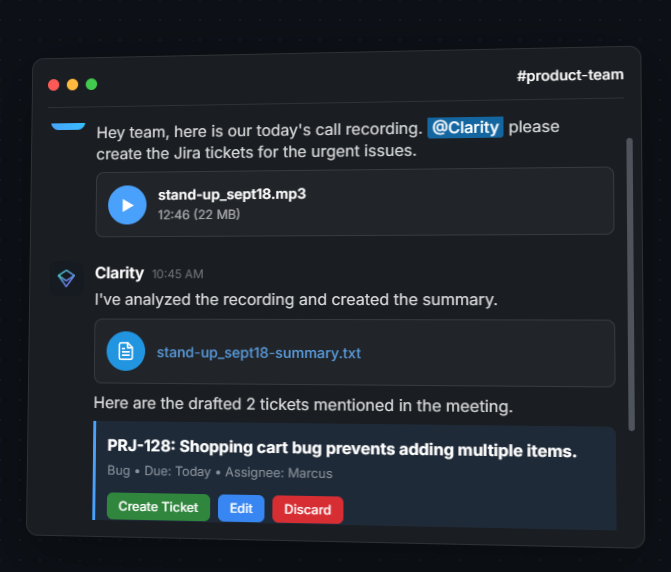 #product-team
Hey team, here is our today's call recording. @Clarity please
create the Jira tickets for the urgent issues.
stand-up_sept18.mp3
12:46 (22 MB)
Clarity 10:45 AM
I've analyzed the recording and created the summary.
stand-up_sept18-summary.txt
Here are the drafted 2 tickets mentioned in the meeting.
PRJ-128: Shopping cart bug prevents adding multiple items.
Bug • Due: Today • Assignee: Marcus
Create Ticket Edit Discard